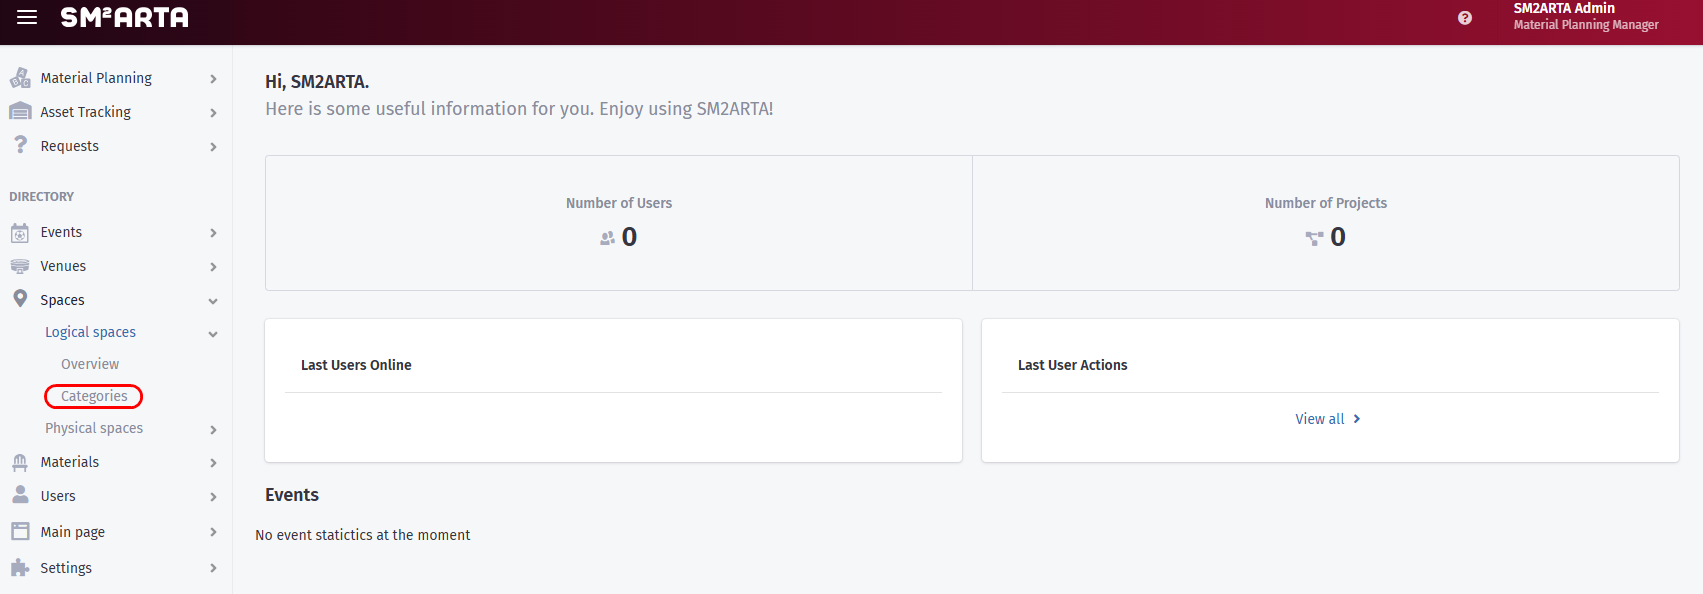 SM²ARTA
SM2ARTA Admin
Material Planning Manager
Material Planning
Asset Tracking
Requests
DIRECTORY
Events
Venues
Spaces
Logical spaces
Overview
Categories
Physical spaces
Materials
Users
Main page
Settings
Hi, SM2ARTA.
Here is some useful information for you. Enjoy using SM2ARTA!
Number of Users
0
Number of Projects
0
Last Users Online
Last User Actions
View all
Events
No event statictics at the moment